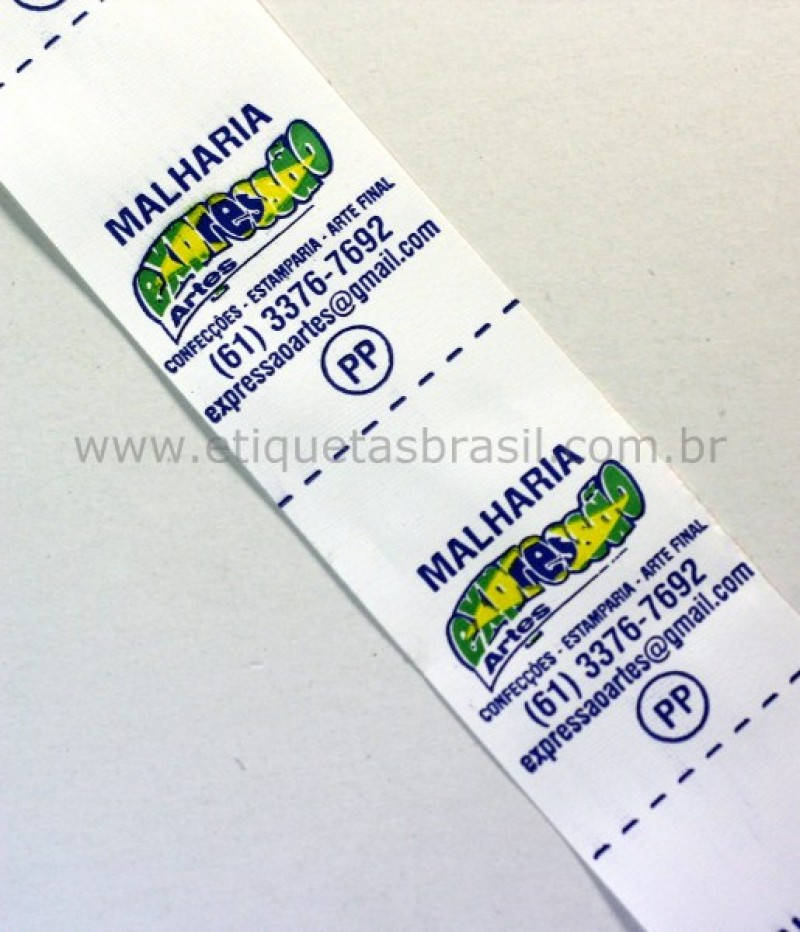 MALHARIA
expressão
Artes
CONFECÇÕES - ESTAMPARIA - ARTE FINAL
(61) 3376-7692
expressaoartes@gmail.com
PP
www.etiquetasbrasil.com.br
MALHARIA
expressão
Artes
CONFECÇÕES - ESTAMPARIA - ARTE FINAL
(61) 3376-7692
expressaoartes@gmail.com
PP